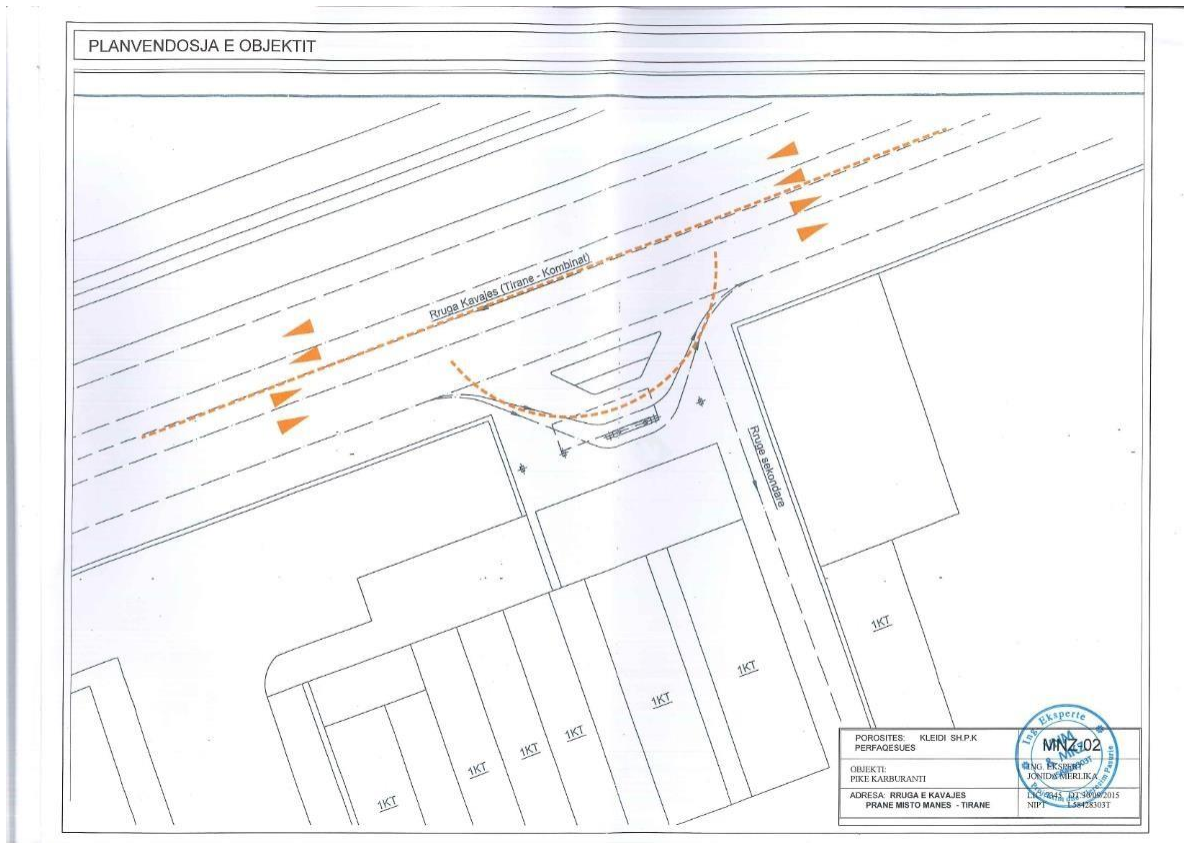 PLANVENDOSJA E OBJEKTIT
Rruga Kavajes (Tirane - Kombinat)
Rruge sekondare
1KT
1KT
1KT
1KT
1KT
1KT
1KT
POROSITES: KLEIDI SH.P.K
PERFAQESUES
OBJEKTI:
PIKE KARBURANTI
ADRESA: RRUGA E KAVAJES
PRANE MISTO MANES - TIRANE
MNZ-02
ING. EKSPERT
JONIDA MERLIKA
NIPT L58428303T
Ing Eksperte